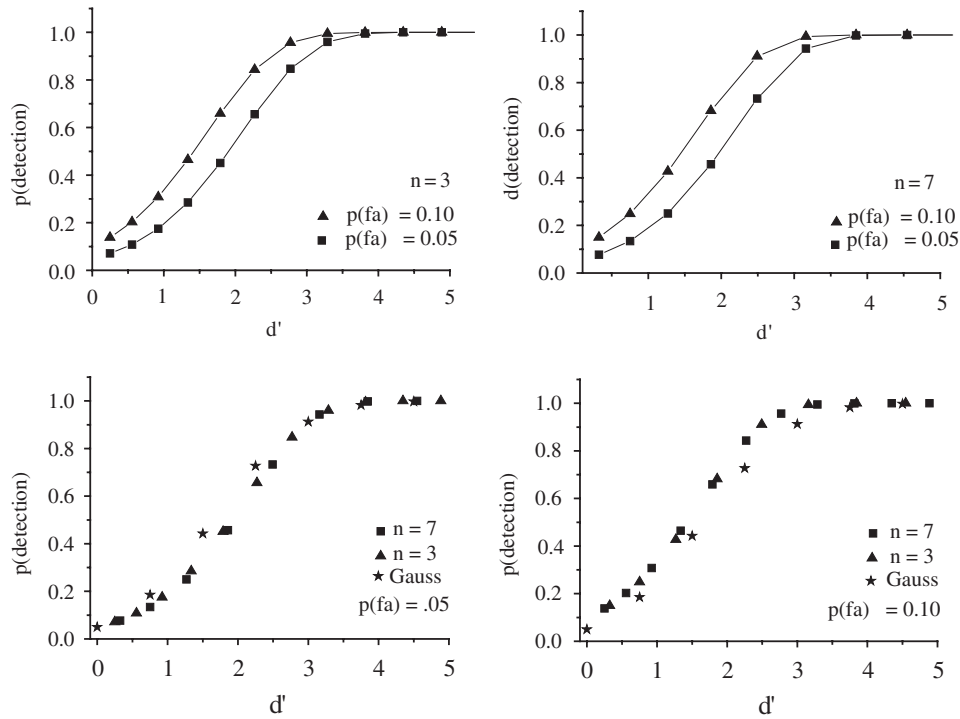 p(detection)
1.0
0.8
0.6
0.4
0.2
0.0
n = 3
p(fa) = 0.10
p(fa) = 0.05
0 1 2 3 4 5
d'
d(detection)
1.0
0.8
0.6
0.4
0.2
0.0
n = 7
p(fa) = 0.10
p(fa) = 0.05
1 2 3 4 5
d'
p(detection)
1.0
0.8
0.6
0.4
0.2
0.0
n = 7
n = 3
Gauss
p(fa) = .05
0 1 2 3 4 5
d'
p(detection)
1.0
0.8
0.6
0.4
0.2
0.0
n = 7
n = 3
Gauss
p(fa) = 0.10
0 1 2 3 4 5
d'